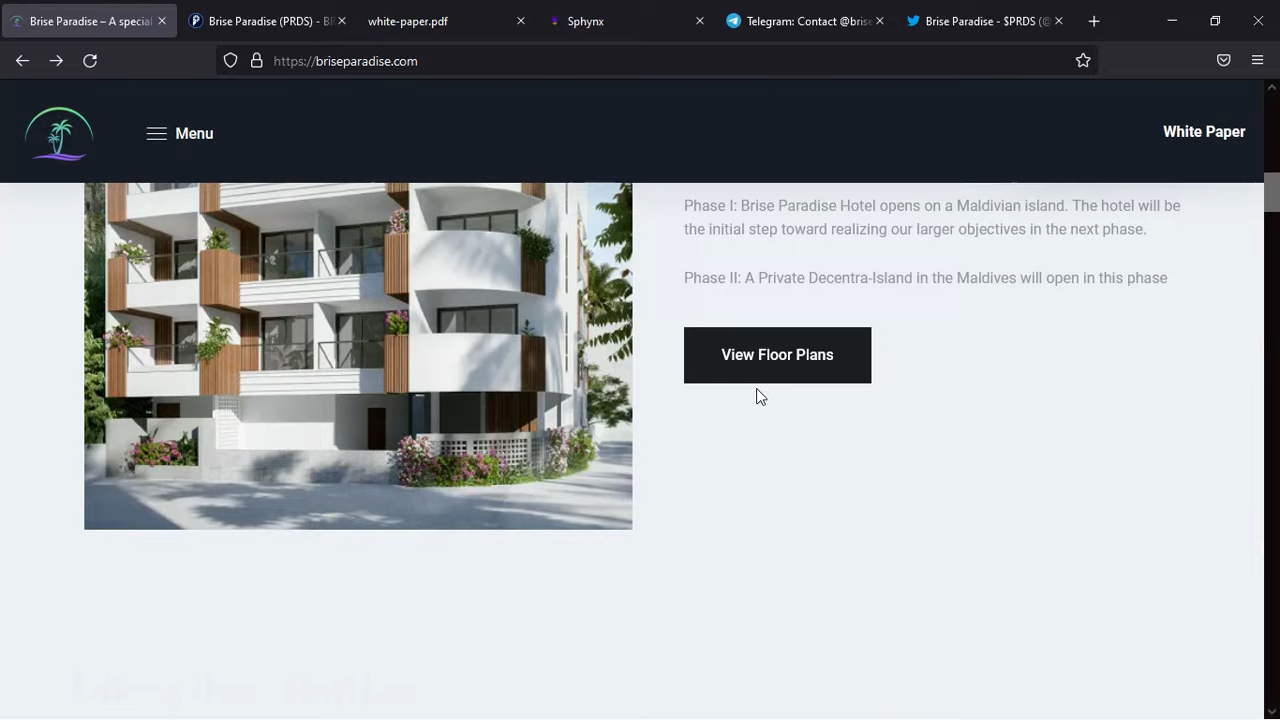 Brise Paradise – A special
Brise Paradise (PRDS) - BR
white-paper.pdf
Sphynx
Telegram: Contact @brise
Brise Paradise - $PRDS (@
https://briseparadise.com
Menu
White Paper
Phase I: Brise Paradise Hotel opens on a Maldivian island. The hotel will be
the initial step toward realizing our larger objectives in the next phase.
Phase II: A Private Decentra-Island in the Maldives will open in this phase
View Floor Plans